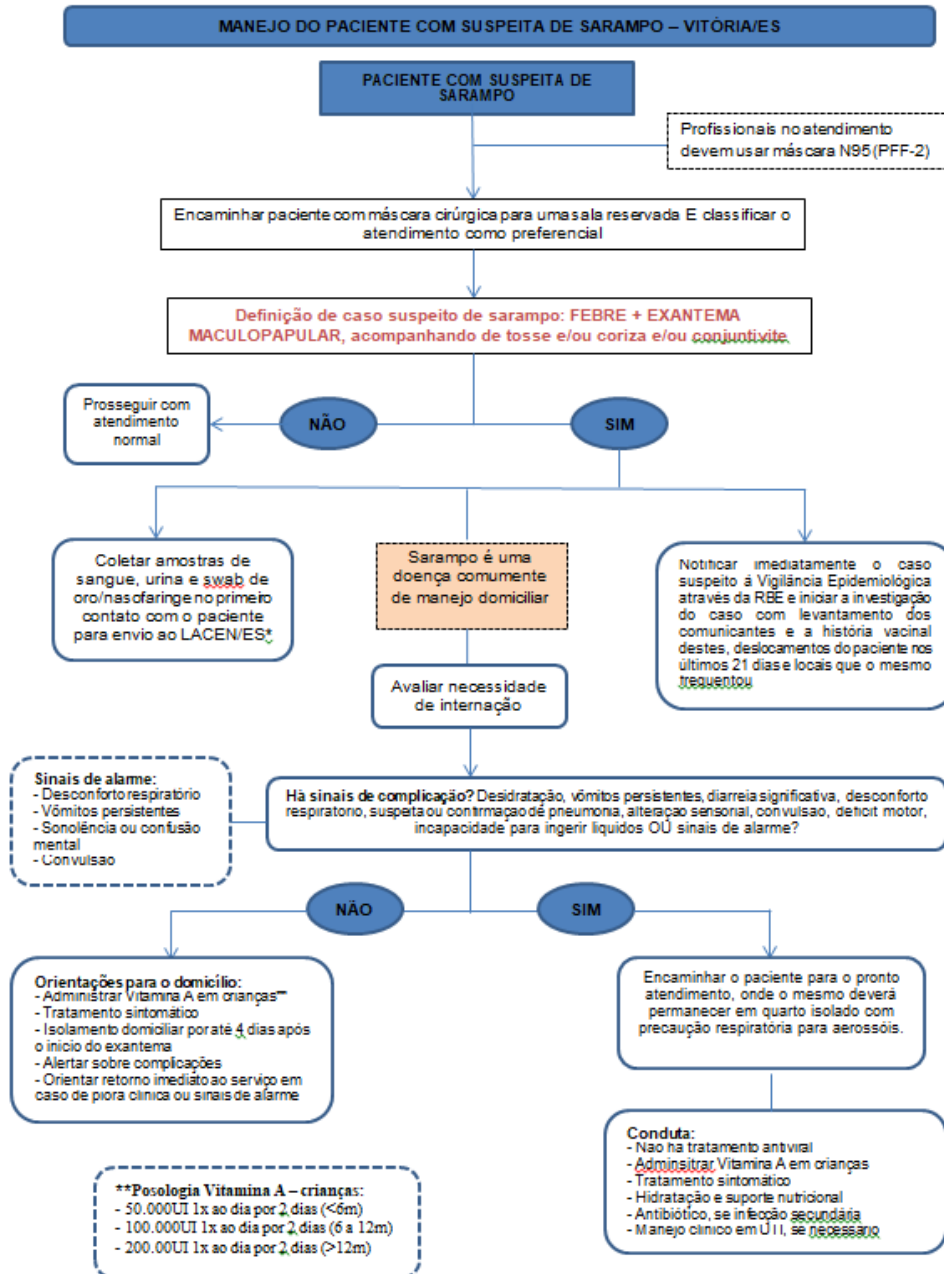 MANEJO DO PACIENTE COM SUSPEITA DE SARAMPO – VITÓRIA/ES
PACIENTE COM SUSPEITA DE
SARAMPO
Profissionais no atendimento
devem usar máscara N95 (PFF-2)
Encaminhar paciente com máscara cirúrgica para umas sala reservada E classificar o
atendimento como preferencial
Definição de caso suspeito de sarampo: FEBRE + EXANTEMA
MACULOPAPULAR, acompanhando de tosse e/ou coriza e/ou conjuntivite
Prosseguir com
atendimento
normal
NÃO
SIM
Coletar amostras de
sangue, urina e swab de
oro/nasofaringe no primeiro
contato com o paciente
para envio ao LACEN/ES*
Sarampo é uma
doença comumente
de manejo domiciliar
Notificar imediatamente o caso
suspeito á Vigilância Epidemiológica
através da RBE e iniciar a investigação
do caso com levantamento dos
comunicantes e a história vacinal
destes, deslocamentos do paciente nos
últimos 21 dias e locais que o mesmo
frequentou
Avaliar necessidade
de internação
Sinais de alarme:
- Desconforto respiratório
- Vômitos persistentes
- Sonolência ou confusão
mental
- Convulsão
Há sinais de complicação? Desidratação, vômitos persistentes, diarreia significativa, desconforto
respiratório, suspeita ou confirmação de pneumonia, alteração sensorial, convulsão, deficit motor,
incapacidade para ingerir liquidos OU sinais de alarme?
NÃO
SIM
Orientações para o domicílio:
- Administrar Vitamina A em crianças**
- Tratamento sintomático
- Isolamento domiciliar por até 4 dias após
o inicio do exantema
- Alertar sobre complicações
- Orientar retorno imediato ao serviço em
caso de piora clinica ou sinais de alarme
Encaminhar o paciente para o pronto
atendimento, onde o mesmo deverá
permanecer em quarto isolado com
precaução respiratória para aerossóis.
Conduta:
- Não há tratamento antiviral
- Adminsitrar Vitamina A em crianças
- Tratamento sintomático
- Hidratação e suporte nutricional
- Antibiótico, se infecção secundária
- Manejo clinico em UTI, se necessário
**Posologia Vitamina A – crianças:
- 50.000UI 1x ao dia por 2 dias (<6m)
- 100.000UI 1x ao dia por 2 dias (6 a 12m)
- 200.00UI 1x ao dia por 2 dias (>12m)